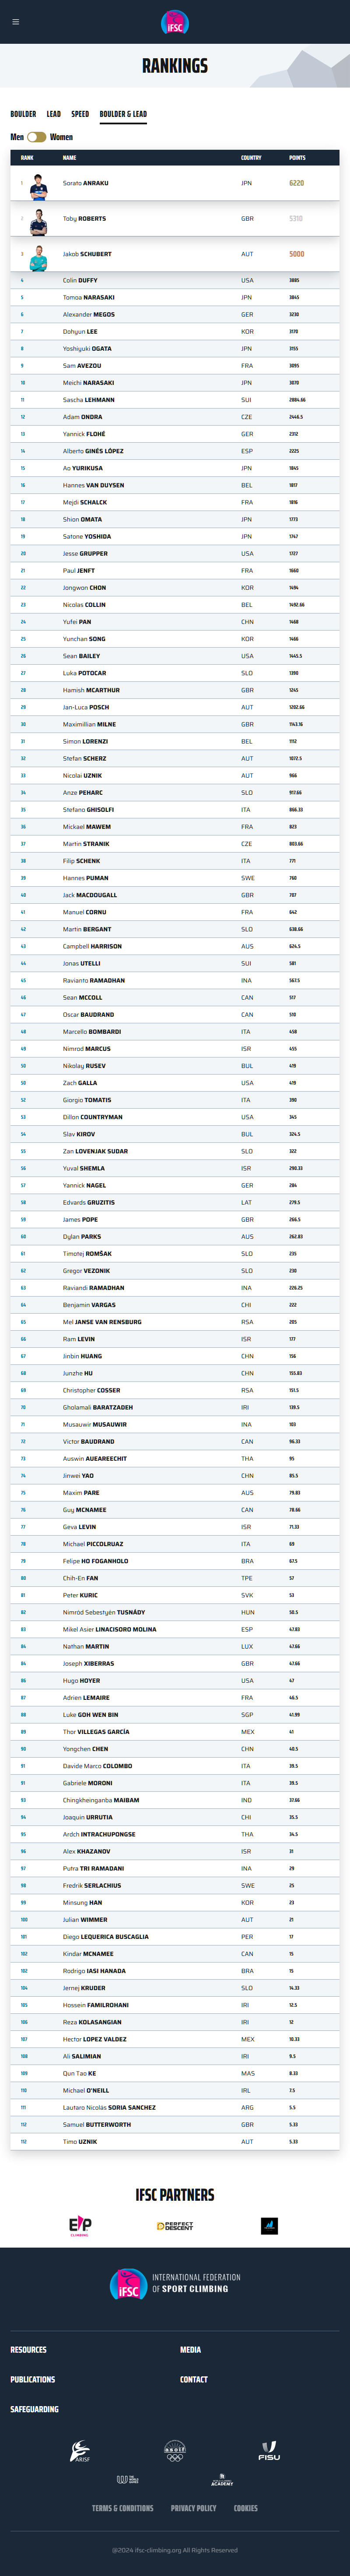 IFSC
RANKINGS
BOULDER LEAD SPEED BOULDER & LEAD
Men Women
RANK NAME COUNTRY POINTS
1 Sorato ANRAKU JPN 6220
2 Toby ROBERTS GBR 5310
3 Jakob SCHUBERT AUT 5000
4 Colin DUFFY USA 3885
5 Tomoa NARASAKI JPN 3845
6 Alexander MEGOS GER 3230
7 Dohyun LEE KOR 3170
8 Yoshiyuki OGATA JPN 3155
9 Sam AVEZOU FRA 3095
10 Meichi NARASAKI JPN 3070
11 Sascha LEHMANN SUI 2884.66
12 Adam ONDRA CZE 2446.5
13 Yannick FLOHÉ GER 2312
14 Alberto GINÉS LÓPEZ ESP 2225
15 Ao YURIKUSA JPN 1845
16 Hannes VAN DUYSEN BEL 1817
17 Mejdi SCHALCK FRA 1816
18 Shion OMATA JPN 1773
19 Satone YOSHIDA JPN 1747
20 Jesse GRUPPER USA 1727
21 Paul JENFT FRA 1660
22 Jongwon CHON KOR 1494
23 Nicolas COLLIN BEL 1492.66
24 Yufei PAN CHN 1468
25 Yunchan SONG KOR 1466
26 Sean BAILEY USA 1445.5
27 Luka POTOCAR SLO 1390
28 Hamish MCARTHUR GBR 1245
29 Jan-Luca POSCH AUT 1202.66
30 Maximillian MILNE GBR 1143.16
31 Simon LORENZI BEL 1112
32 Stefan SCHERZ AUT 1072.5
33 Nicolai UZNIK AUT 966
34 Anze PEHARC SLO 917.66
35 Stefano GHISOLFI ITA 866.33
36 Mickael MAWEM FRA 823
37 Martin STRANIK CZE 803.66
38 Filip SCHENK ITA 771
39 Hannes PUMAN SWE 760
40 Jack MACDOUGALL GBR 707
41 Manuel CORNU FRA 642
42 Martin BERGANT SLO 638.66
43 Campbell HARRISON AUS 624.5
44 Jonas UTELLI SUI 581
45 Ravianto RAMADHAN INA 567.5
46 Sean MCCOLL CAN 517
47 Oscar BAUDRAND CAN 510
48 Marcello BOMBARDI ITA 458
49 Nimrod MARCUS ISR 455
50 Nikolay RUSEV BUL 419
50 Zach GALLA USA 419
52 Giorgio TOMATIS ITA 390
53 Dillon COUNTRYMAN USA 345
54 Slav KIROV BUL 324.5
55 Zan LOVENJAK SUDAR SLO 322
56 Yuval SHEMLA ISR 290.33
57 Yannick NAGEL GER 284
58 Edvards GRUZITIS LAT 279.5
59 James POPE GBR 266.5
60 Dylan PARKS AUS 262.83
61 Timotej ROMŠAK SLO 235
62 Gregor VEZONIK SLO 230
63 Raviandi RAMADHAN INA 226.25
64 Benjamin VARGAS CHI 222
65 Mel JANSE VAN RENSBURG RSA 205
66 Ram LEVIN ISR 177
67 Jinbin HUANG CHN 156
68 Junzhe HU CHN 155.83
69 Christopher COSSER RSA 151.5
70 Gholamali BARATZADEH IRI 139.5
71 Musauwir MUSAUWIR INA 103
72 Victor BAUDRAND CAN 96.33
73 Auswin AUEAREECHIT THA 95
74 Jinwei YAO CHN 85.5
75 Maxim PARE AUS 79.83
76 Guy MCNAMEE CAN 78.66
77 Geva LEVIN ISR 71.33
78 Michael PICCOLRUAZ ITA 69
79 Felipe HO FOGANHOLO BRA 67.5
80 Chih-En FAN TPE 57
81 Peter KURIC SVK 53
82 Nimród Sebestyén TUSNÁDY HUN 50.5
83 Mikel Asier LINACISORO MOLINA ESP 47.83
84 Nathan MARTIN LUX 47.66
84 Joseph XIBERRAS GBR 47.66
86 Hugo HOYER USA 47
87 Adrien LEMAIRE FRA 46.5
88 Luke GOH WEN BIN SGP 41.99
89 Thor VILLEGAS GARCÍA MEX 41
90 Yongchen CHEN CHN 40.5
91 Davide Marco COLOMBO ITA 39.5
91 Gabriele MORONI ITA 39.5
93 Chingkheinganba MAIBAM IND 37.66
94 Joaquin URRUTIA CHI 35.5
95 Ardch INTRACHUPONGSE THA 34.5
96 Alex KHAZANOV ISR 31
97 Putra TRI RAMADANI INA 29
98 Fredrik SERLACHIUS SWE 25
99 Minsung HAN KOR 23
100 Julian WIMMER AUT 21
101 Diego LEQUERICA BUSCAGLIA PER 17
102 Kindar MCNAMEE CAN 15
102 Rodrigo IASI HANADA BRA 15
104 Jernej KRUDER SLO 14.33
105 Hossein FAMILROHANI IRI 12.5
106 Reza KOLASANGIAN IRI 12
107 Hector LOPEZ VALDEZ MEX 10.33
108 Ali SALIMIAN IRI 9.5
109 Qun Tao KE MAS 8.33
110 Michael O'NEILL IRL 7.5
111 Lautaro Nicolás SORIA SANCHEZ ARG 5.5
112 Samuel BUTTERWORTH GBR 5.33
112 Timo UZNIK AUT 5.33
IFSC PARTNERS
EP CLIMBING PERFECT DESCENT
IFSC INTERNATIONAL FEDERATION OF SPORT CLIMBING
RESOURCES MEDIA
PUBLICATIONS CONTACT
SAFEGUARDING
ARISF ANOIF FISU
ACADEMY
TERMS & CONDITIONS PRIVACY POLICY COOKIES
@2024 ifsc-climbing.org All Rights Reserved